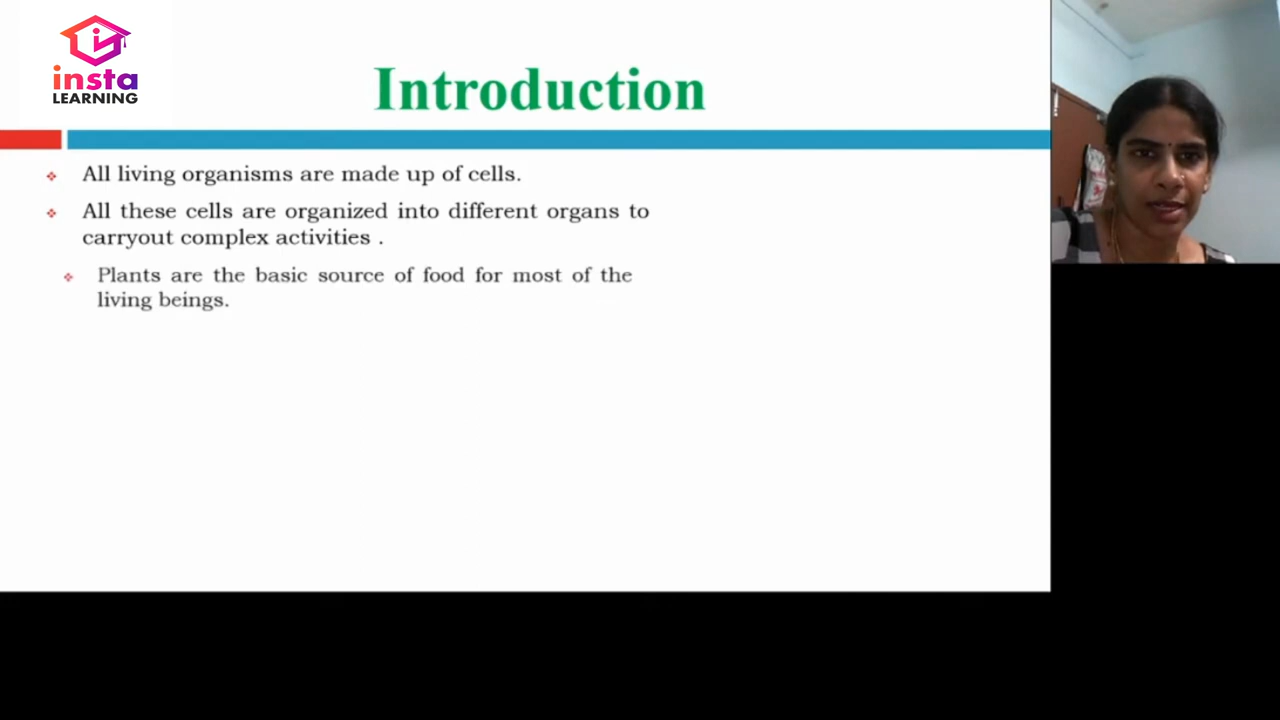 insta
LEARNING
Introduction
All living organisms are made up of cells.
All these cells are organized into different organs to
carryout complex activities .
Plants are the basic source of food for most of the
living beings.